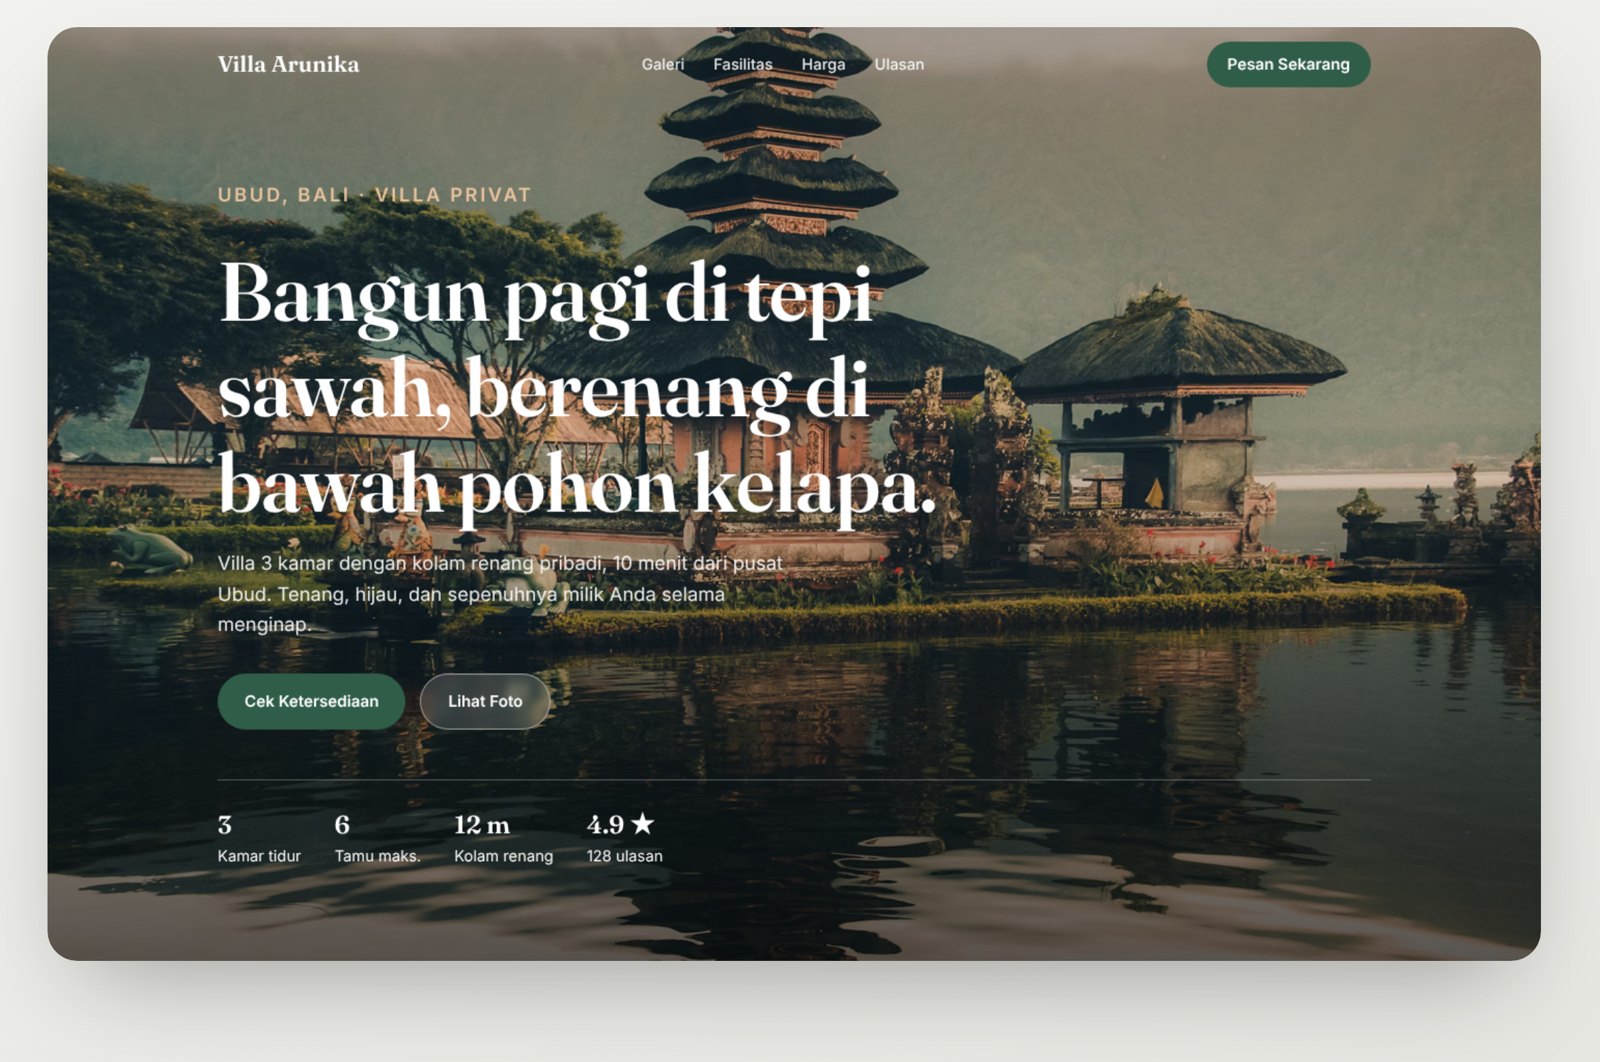 Villa Arunika
Galeri Fasilitas Harga Ulasan
Pesan Sekarang
UBUD, BALI · VILLA PRIVAT
Bangun pagi di tepi
sawah, berenang di
bawah pohon kelapa.
Villa 3 kamar dengan kolam renang pribadi, 10 menit dari pusat
Ubud. Tenang, hijau, dan sepenuhnya milik Anda selama
menginap.
Cek Ketersediaan
Lihat Foto
3
Kamar tidur
6
Tamu maks.
12 m
Kolam renang
4.9 ★
128 ulasan